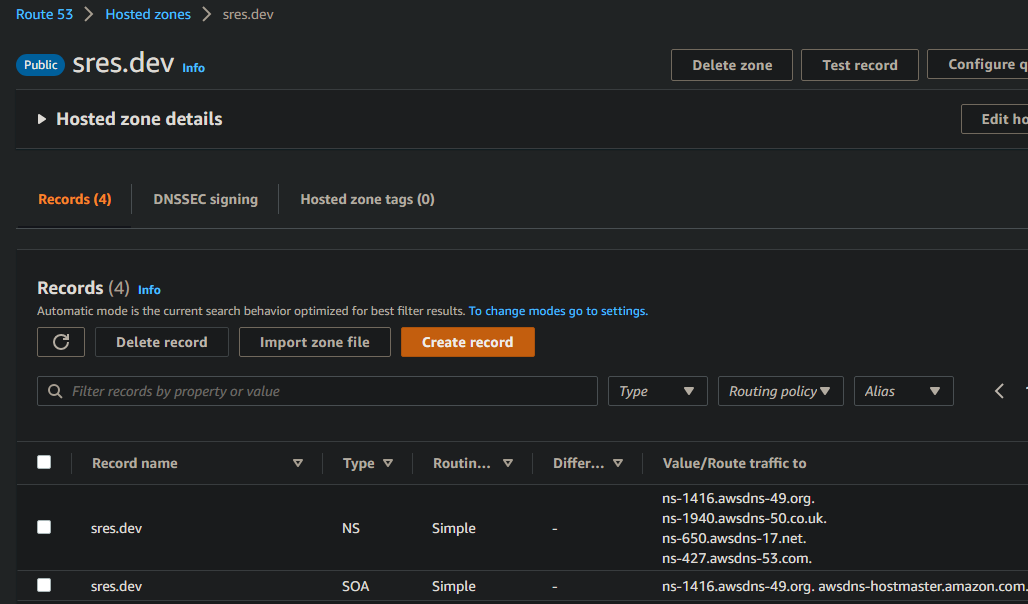 Route 53 > Hosted zones > sres.dev
Public sres.dev Info
Delete zone Test record Configure q
Hosted zone details Edit ho
Records (4) DNSSEC signing Hosted zone tags (0)
Records (4) Info
Automatic mode is the current search behavior optimized for best filter results. To change modes go to settings.
Delete record Import zone file Create record
Filter records by property or value Type Routing policy Alias
Record name Type Routin... Differ... Value/Route traffic to
sres.dev NS Simple - ns-1416.awsdns-49.org.
ns-1940.awsdns-50.co.uk.
ns-650.awsdns-17.net.
ns-427.awsdns-53.com.
sres.dev SOA Simple - ns-1416.awsdns-49.org. awsdns-hostmaster.amazon.com.